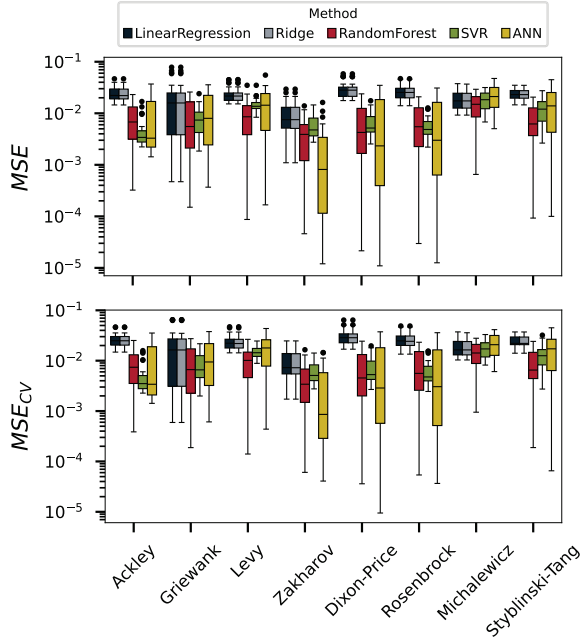 Method
LinearRegression Ridge RandomForest SVR ANN
10⁻¹
10⁻²
10⁻³
10⁻⁴
10⁻⁵
MSE
10⁻¹
10⁻²
10⁻³
10⁻⁴
10⁻⁵
MSE_CV
Ackley
Griewank
Levy
Zakharov
Dixon-Price
Rosenbrock
Michalewicz
Styblinski-Tang